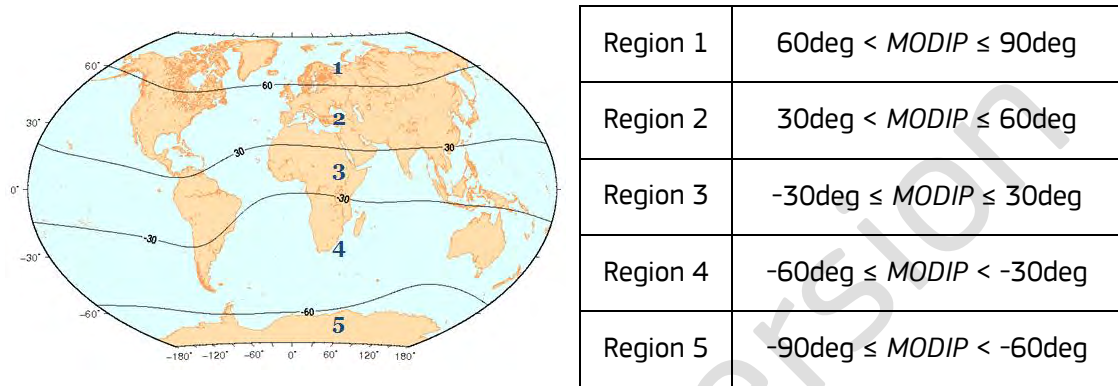 1
60°
60
2
30°
30
30
3
0°
-30
-30
4
-30°
-60°
-60
5
-180° -120° -60° 0° 60° 120° 180°
Region 1 60deg < MODIP ≤ 90deg
Region 2 30deg < MODIP ≤ 60deg
Region 3 -30deg ≤ MODIP ≤ 30deg
Region 4 -60deg ≤ MODIP < -30deg
Region 5 -90deg ≤ MODIP < -60deg
ersion